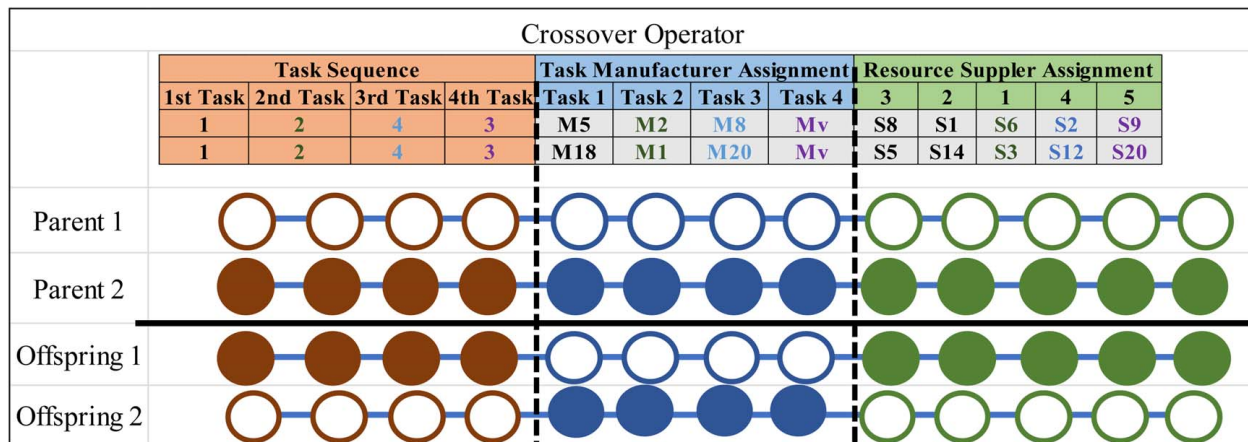 Crossover Operator
Task Sequence Task Manufacturer Assignment Resource Suppler Assignment
1st Task 2nd Task 3rd Task 4th Task Task 1 Task 2 Task 3 Task 4 3 2 1 4 5
1 2 4 3 M5 M2 M8 Mv S8 S1 S6 S2 S9
1 2 4 3 M18 M1 M20 Mv S5 S14 S3 S12 S20
Parent 1
Parent 2
Offspring 1
Offspring 2